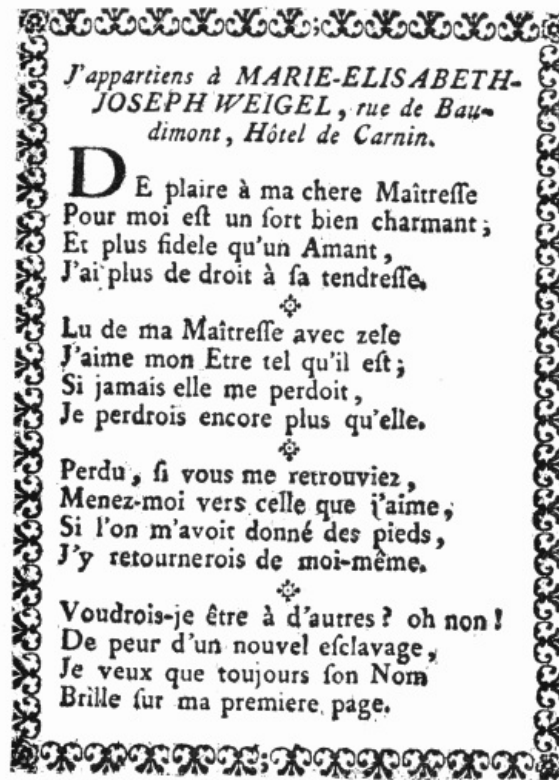 J'appartiens à MARIE-ELISABETH-
JOSEPH WEIGEL, rue de Bau-
dimont, Hôtel de Carnin.
DE plaire à ma chere Maîtreſſe
Pour moi eſt un ſort bien charmant;
Et plus fidele qu'un Amant,
J'ai plus de droit à ſa tendreſſe.
Lu de ma Maîtreſſe avec zele
J'aime mon Etre tel qu'il eſt;
Si jamais elle me perdoit,
Je perdrois encore plus qu'elle.
Perdu, ſi vous me retrouviez,
Menez-moi vers celle que j'aime,
Si l'on m'avoit donné des pieds,
J'y retournerois de moi-même.
Voudrois-je être à d'autres? oh non!
De peur d'un nouvel eſclavage,
Je veux que toujours ſon Nom
Brille ſur ma premiere page.